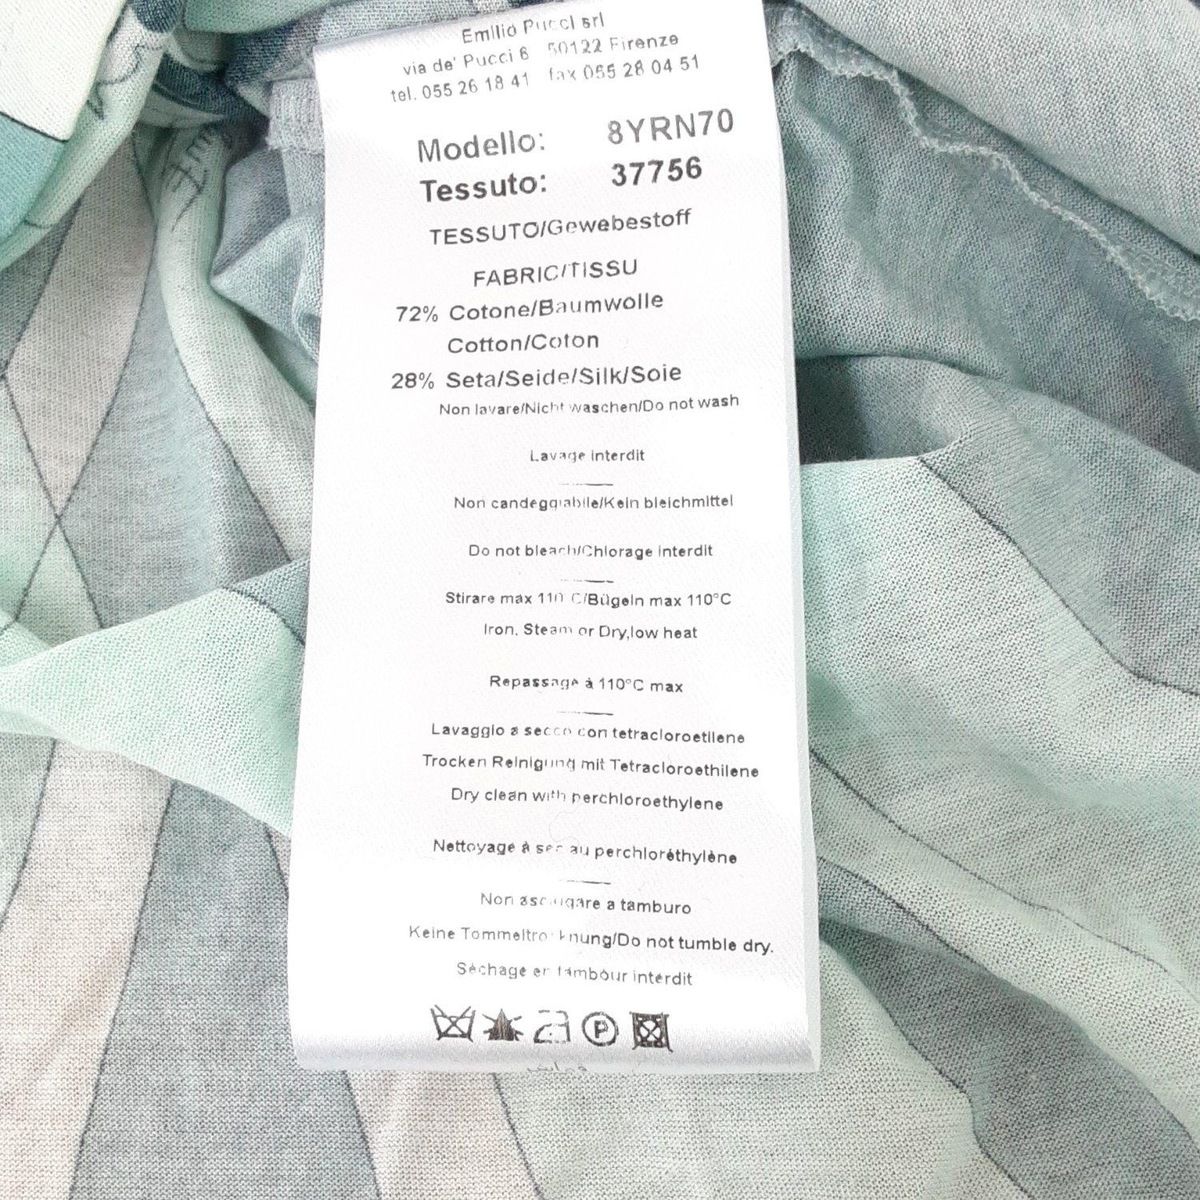 Emilio Pucci srl
via de' Pucci 6 50122 Firenze
tel. 055 26 18 41 fax 055 28 04 51
Modello: 8YRN70
Tessuto: 37756
TESSUTO/Gewebestoff
FABRIC/TISSU
72% Cotone/Baumwolle
Cotton/Coton
28% Seta/Seide/Silk/Soie
Non lavare/Nicht waschen/Do not wash
Lavage interdit
Non candeggiabile/Kein bleichmittel
Do not bleach/Chlorage interdit
Stirare max 110 C/Bügeln max 110°C
Iron, Steam or Dry,low heat
Repassage à 110°C max
Lavaggio a secco con tetracloroetilene
Trocken Reinigung mit Tetracloroethilene
Dry clean with perchloroethylene
Nettoyage à sec au perchloréthylène
Non asciugare a tamburo
Keine Tommeltrocknung/Do not tumble dry.
Séchage en tambour interdit
P